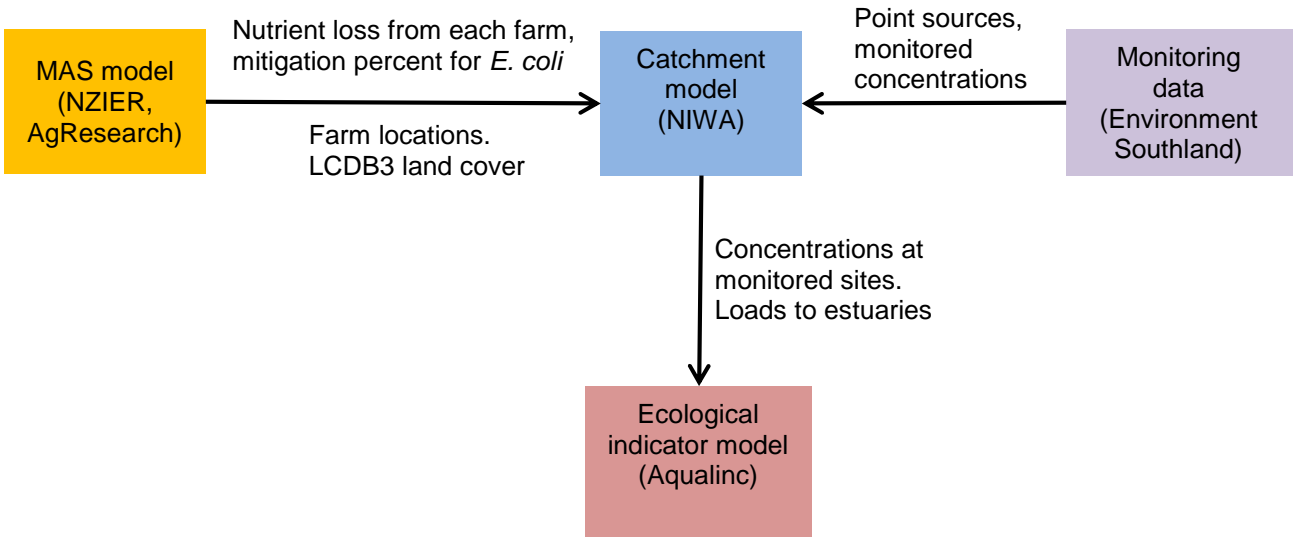 MAS model
(NZIER,
AgResearch)
Nutrient loss from each farm,
mitigation percent for E. coli
Farm locations.
LCDB3 land cover
Catchment
model
(NIWA)
Point sources,
monitored
concentrations
Monitoring
data
(Environment
Southland)
Concentrations at
monitored sites.
Loads to estuaries
Ecological
indicator model
(Aqualinc)